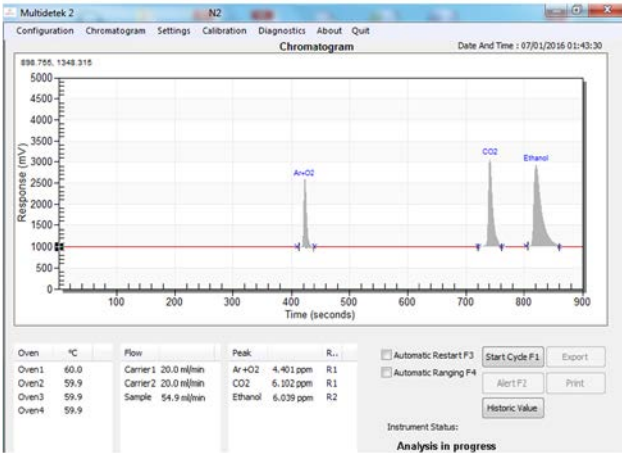 Multidetek 2 N2
Configuration Chromatogram Settings Calibration Diagnostics About Quit
Chromatogram
Date And Time : 07/01/2016 01:43:30
898.755, 1348.315
5000
4500
4000
3500
3000
2500
2000
1500
1000
500
0
Response (mV)
Ar+O2
CO2
Ethanol
100 200 300 400 500 600 700 800 900
Time (seconds)
Oven °C
Oven1 60.0
Oven2 59.9
Oven3 59.9
Oven4 59.9
Flow
Carrier1 20.0 ml/min
Carrier2 20.0 ml/min
Sample 54.9 ml/min
Peak R..
Ar+O2 4.401 ppm R1
CO2 6.102 ppm R1
Ethanol 6.039 ppm R2
Automatic Restart F3
Automatic Ranging F4
Start Cycle F1
Export
Alert F2
Print
Historic Value
Instrument Status:
Analysis in progress